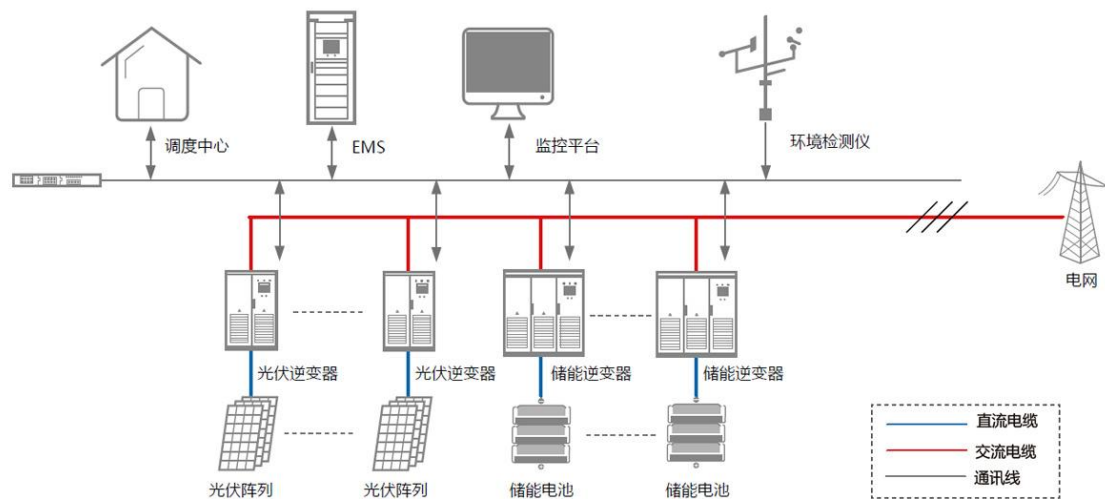 调度中心
EMS
监控平台
环境检测仪
电网
光伏逆变器
光伏逆变器
储能逆变器
储能逆变器
光伏阵列
光伏阵列
储能电池
储能电池
直流电缆
交流电缆
通讯线